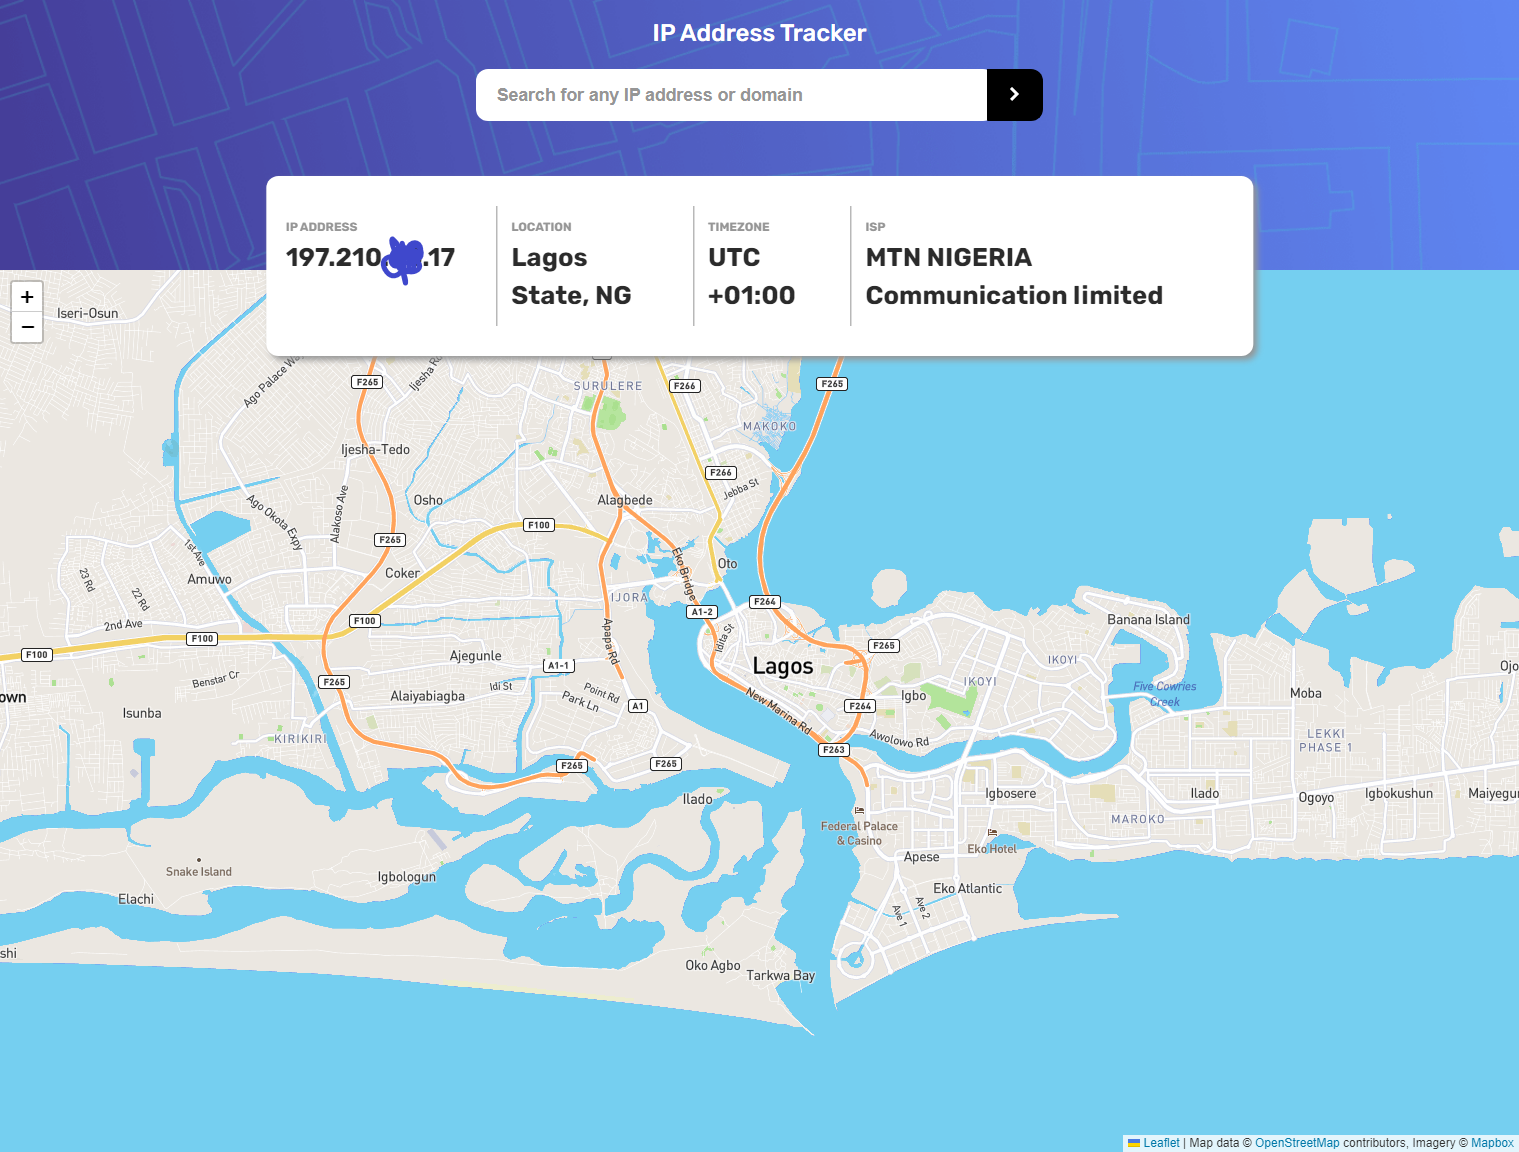 IP Address Tracker
Search for any IP address or domain
IP ADDRESS
197.210. .17
LOCATION
Lagos
State, NG
TIMEZONE
UTC
+01:00
ISP
MTN NIGERIA
Communication limited
+
−
Iseri-Osun
Ago Palace Way
F265
Ijesha Rd
SURULERE
F266
F265
MAKOKO
Ijesha-Tedo
F266
Jebba St
Osho
Alagbede
Ago Okota Expy
Alakoso Ave
F100
F265
1st Ave
Eko Bridge
Oto
Coker
Amuwo
23 Rd
22 Rd
IJORA
F264
A1-2
2nd Ave
F100
F100
F100
Apapa Rd
Idita St
F265
Banana Island
Ajegunle
A1-1
Lagos
IKOYI
Benstar Cr
F265
Idi St
Alaiyabiagba
Point Rd
Park Ln
A1
New Marina Rd
IKOYI
Igbo
F264
Five Cowries
Creek
Moba
Ojo
own
Isunba
KIRIKIRI
Awolowo Rd
F263
LEKKI
PHASE 1
F265
F265
Ilado
Igbosere
Ilado
Ogoyo
Igbokushun
Maiyegun
Federal Palace
& Casino
MAROKO
Eko Hotel
Apese
Snake Island
Igbologun
Elachi
Eko Atlantic
Ave 1
Ave 2
shi
Oko Agbo
Tarkwa Bay
Leaflet | Map data © OpenStreetMap contributors, Imagery © Mapbox